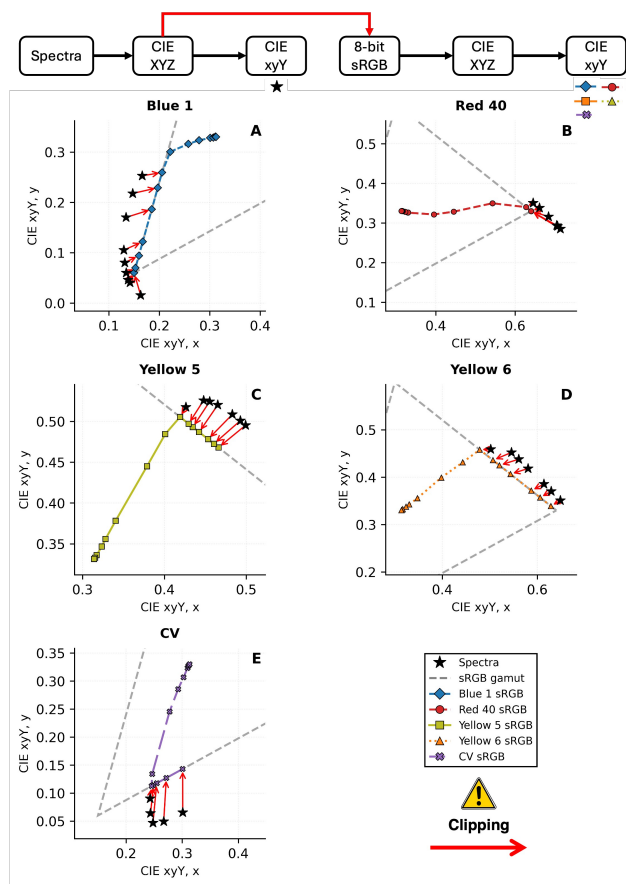 Spectra
CIE
XYZ
CIE
xyY
8-bit
sRGB
CIE
XYZ
CIE
xyY
Blue 1
A
CIE xyY, y
0.3
0.2
0.1
0.0
0.1
0.2
0.3
0.4
CIE xyY, x
Red 40
B
CIE xyY, y
0.5
0.4
0.3
0.2
0.1
0.4
0.6
CIE xyY, x
Yellow 5
C
CIE xyY, y
0.50
0.45
0.40
0.35
0.3
0.4
0.5
CIE xyY, x
Yellow 6
D
CIE xyY, y
0.5
0.4
0.3
0.2
0.4
0.6
CIE xyY, x
CV
E
CIE xyY, y
0.35
0.30
0.25
0.20
0.15
0.10
0.05
0.2
0.3
0.4
CIE xyY, x
Spectra
sRGB gamut
Blue 1 sRGB
Red 40 sRGB
Yellow 5 sRGB
Yellow 6 sRGB
CV sRGB
Clipping